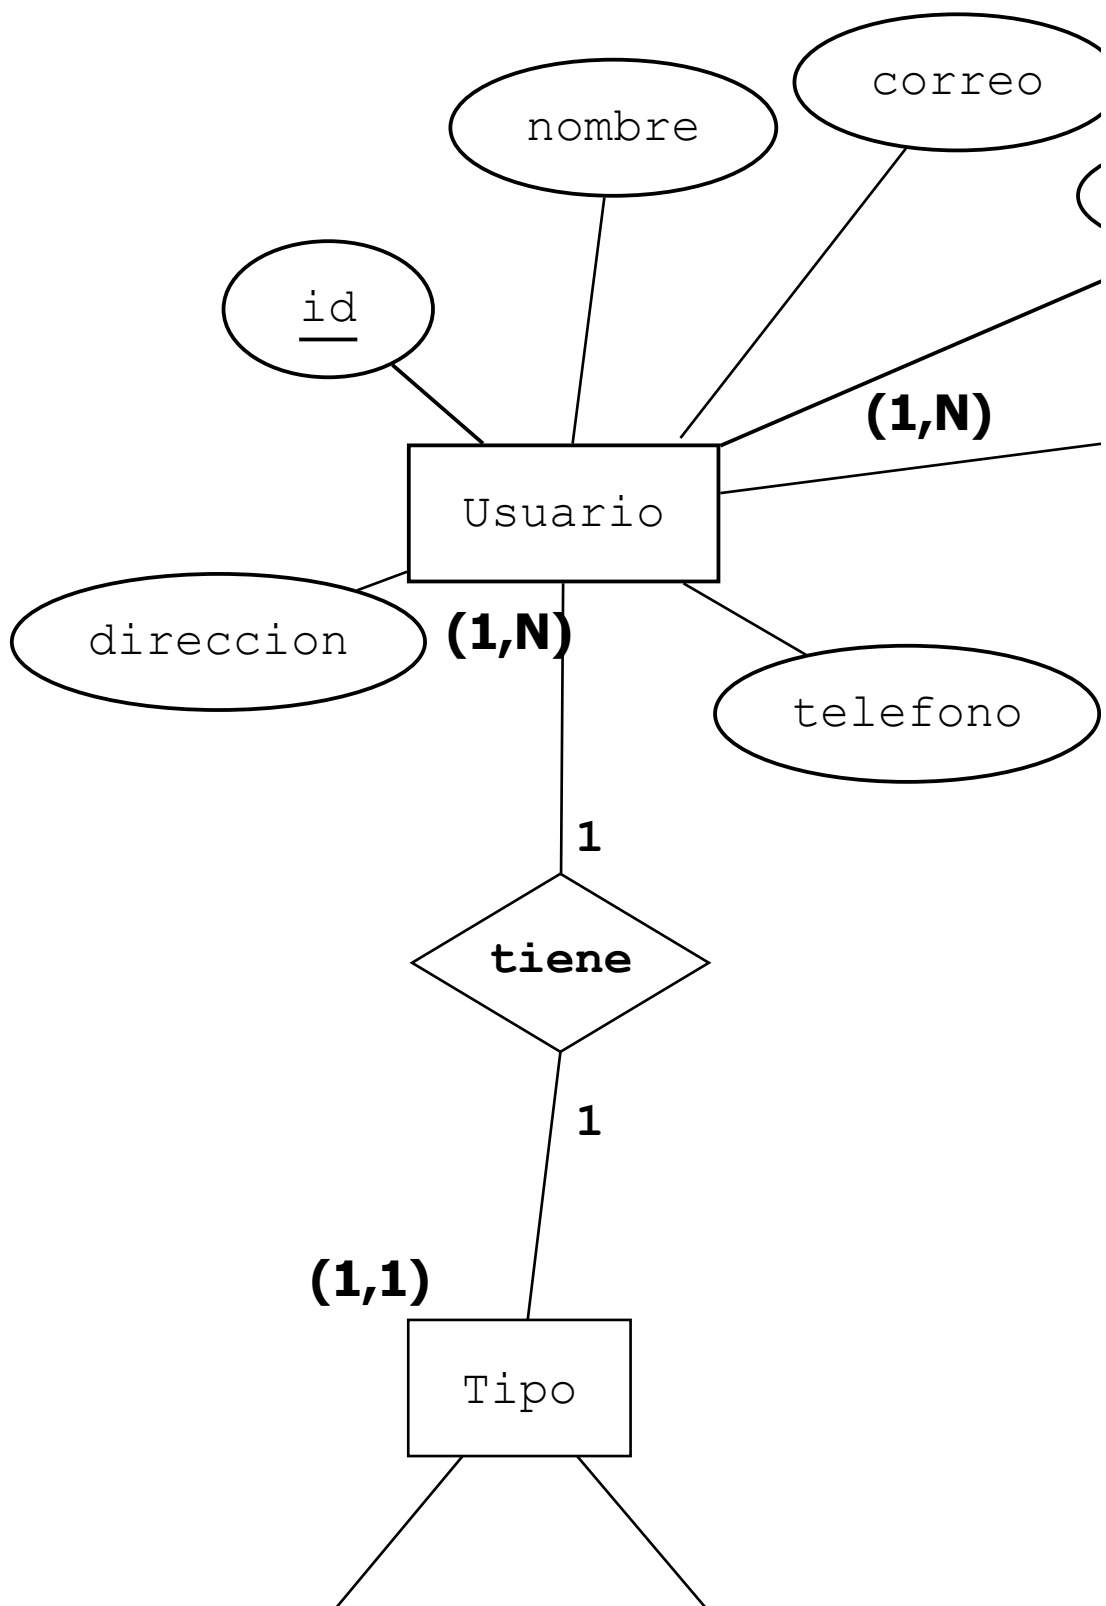 correo
nombre
id
(1,N)
Usuario
(1,N)
direccion
telefono
1
tiene
1
(1,1)
Tipo